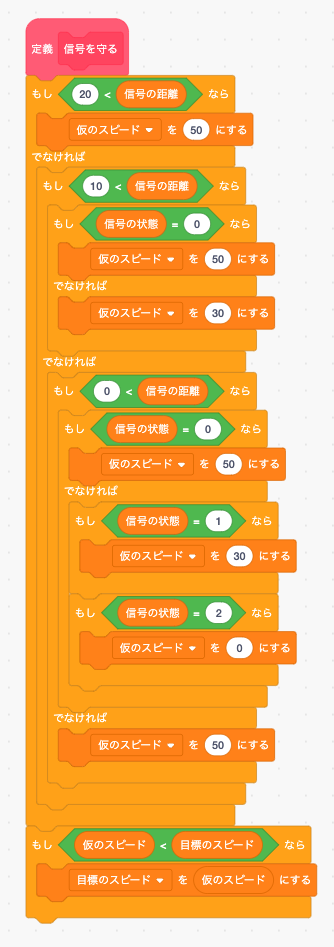 定義 信号を守る
もし 20 < 信号の距離 なら
仮のスピード を 50 にする
でなければ
もし 10 < 信号の距離 なら
もし 信号の状態 = 0 なら
仮のスピード を 50 にする
でなければ
仮のスピード を 30 にする
でなければ
もし 0 < 信号の距離 なら
もし 信号の状態 = 0 なら
仮のスピード を 50 にする
でなければ
もし 信号の状態 = 1 なら
仮のスピード を 30 にする
もし 信号の状態 = 2 なら
仮のスピード を 0 にする
でなければ
仮のスピード を 50 にする
もし 仮のスピード < 目標のスピード なら
目標のスピード を 仮のスピード にする